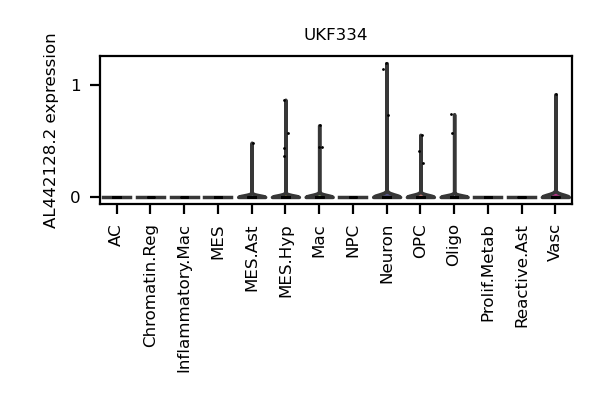 UKF334
AL442128.2 expression
1
0
AC
Chromatin.Reg
Inflammatory.Mac
MES
MES.Ast
MES.Hyp
Mac
NPC
Neuron
OPC
Oligo
Prolif.Metab
Reactive.Ast
Vasc